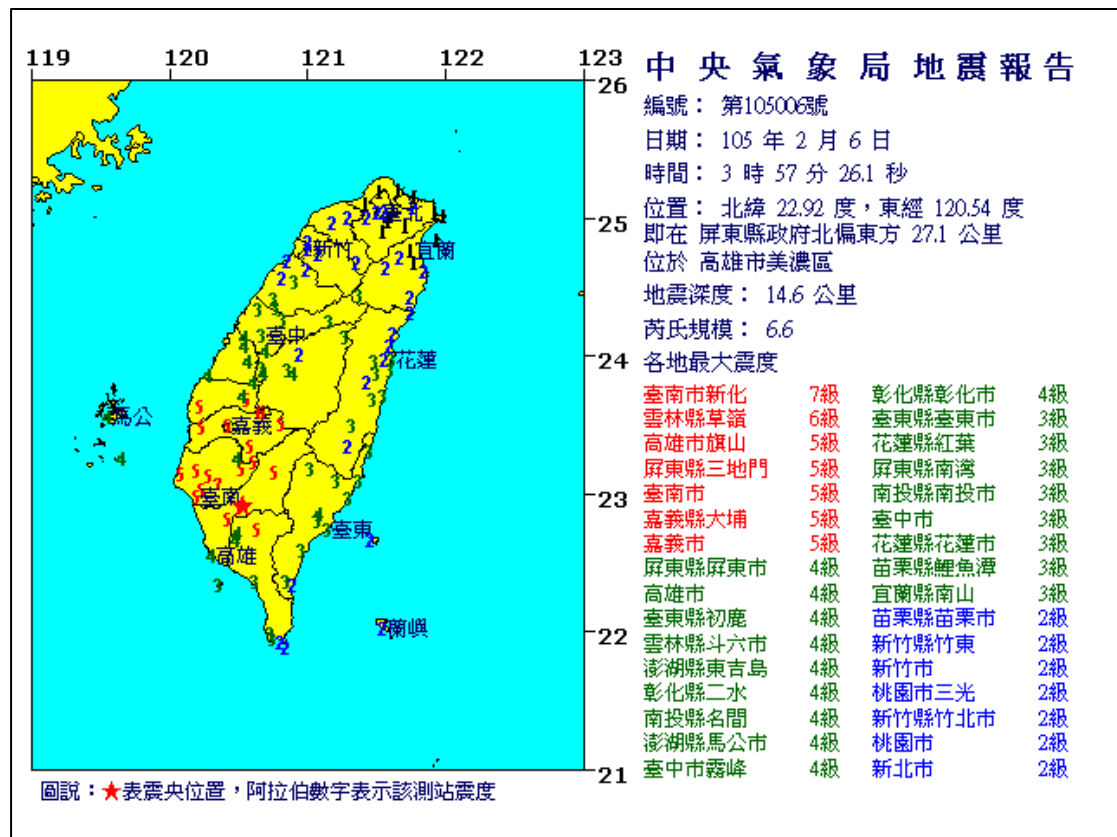 119 120 121 122 123
中央氣象局地震報告
編號： 第105006號
日期： 105 年 2 月 6 日
時間： 3 時 57 分 26.1 秒
位置： 北緯 22.92 度，東經 120.54 度
即在 屏東縣政府北偏東方 27.1 公里
位於 高雄市美濃區
地震深度： 14.6 公里
芮氏規模： 6.6
各地最大震度
臺南市新化 7級 彰化縣彰化市 4級
雲林縣草嶺 6級 臺東縣臺東市 3級
高雄市旗山 5級 花蓮縣紅葉 3級
屏東縣三地門 5級 屏東縣南灣 3級
臺南市 5級 南投縣南投市 3級
嘉義縣大埔 5級 臺中市 3級
嘉義市 5級 花蓮縣花蓮市 3級
屏東縣屏東市 4級 苗栗縣鯉魚潭 3級
高雄市 4級 宜蘭縣南山 3級
臺東縣初鹿 4級 苗栗縣苗栗市 2級
雲林縣斗六市 4級 新竹縣竹東 2級
澎湖縣東吉島 4級 新竹市 2級
彰化縣二水 4級 桃園市三光 2級
南投縣名間 4級 新竹縣竹北市 2級
澎湖縣馬公市 4級 桃園市 2級
臺中市霧峰 4級 新北市 2級
26
25
24
23
22
21
臺北
新竹
宜蘭
臺中
花蓮
馬公
嘉義
臺南
臺東
高雄
蘭嶼
圖說：★表震央位置，阿拉伯數字表示該測站震度